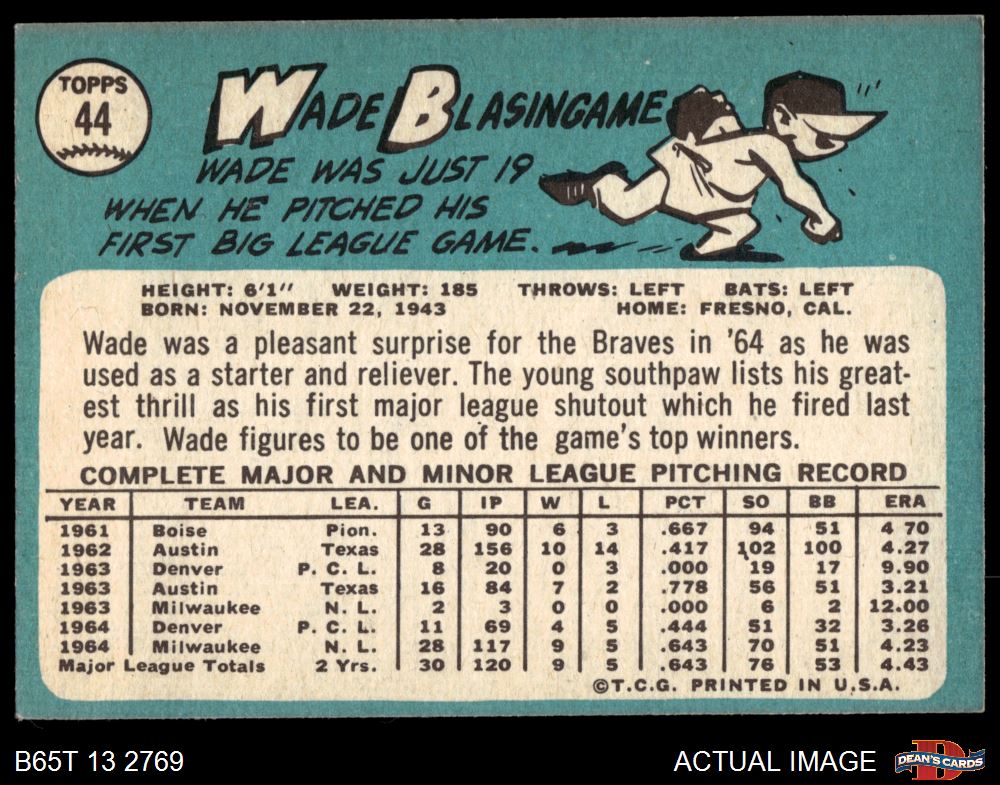 TOPPS
44
WADE BLASINGAME
WADE WAS JUST 19
WHEN HE PITCHED HIS
FIRST BIG LEAGUE GAME.
HEIGHT: 6'1" WEIGHT: 185 THROWS: LEFT BATS: LEFT
BORN: NOVEMBER 22, 1943 HOME: FRESNO, CAL.
Wade was a pleasant surprise for the Braves in '64 as he was
used as a starter and reliever. The young southpaw lists his great-
est thrill as his first major league shutout which he fired last
year. Wade figures to be one of the game's top winners.
COMPLETE MAJOR AND MINOR LEAGUE PITCHING RECORD
YEAR TEAM LEA. G IP W L PCT SO BB ERA
1961 Boise Pion. 13 90 6 3 .667 94 51 4 70
1962 Austin Texas 28 156 10 14 .417 102 100 4.27
1963 Denver P. C. L. 8 20 0 3 .000 19 17 9.90
1963 Austin Texas 16 84 7 2 .778 56 51 3.21
1963 Milwaukee N. L. 2 3 0 0 .000 6 2 12.00
1964 Denver P. C. L. 11 69 4 5 .444 51 32 3.26
1964 Milwaukee N. L. 28 117 9 5 .643 70 51 4.23
Major League Totals 2 Yrs. 30 120 9 5 .643 76 53 4.43
©T.C.G. PRINTED IN U.S.A.
B65T 13 2769 ACTUAL IMAGE DEAN'S CARDS